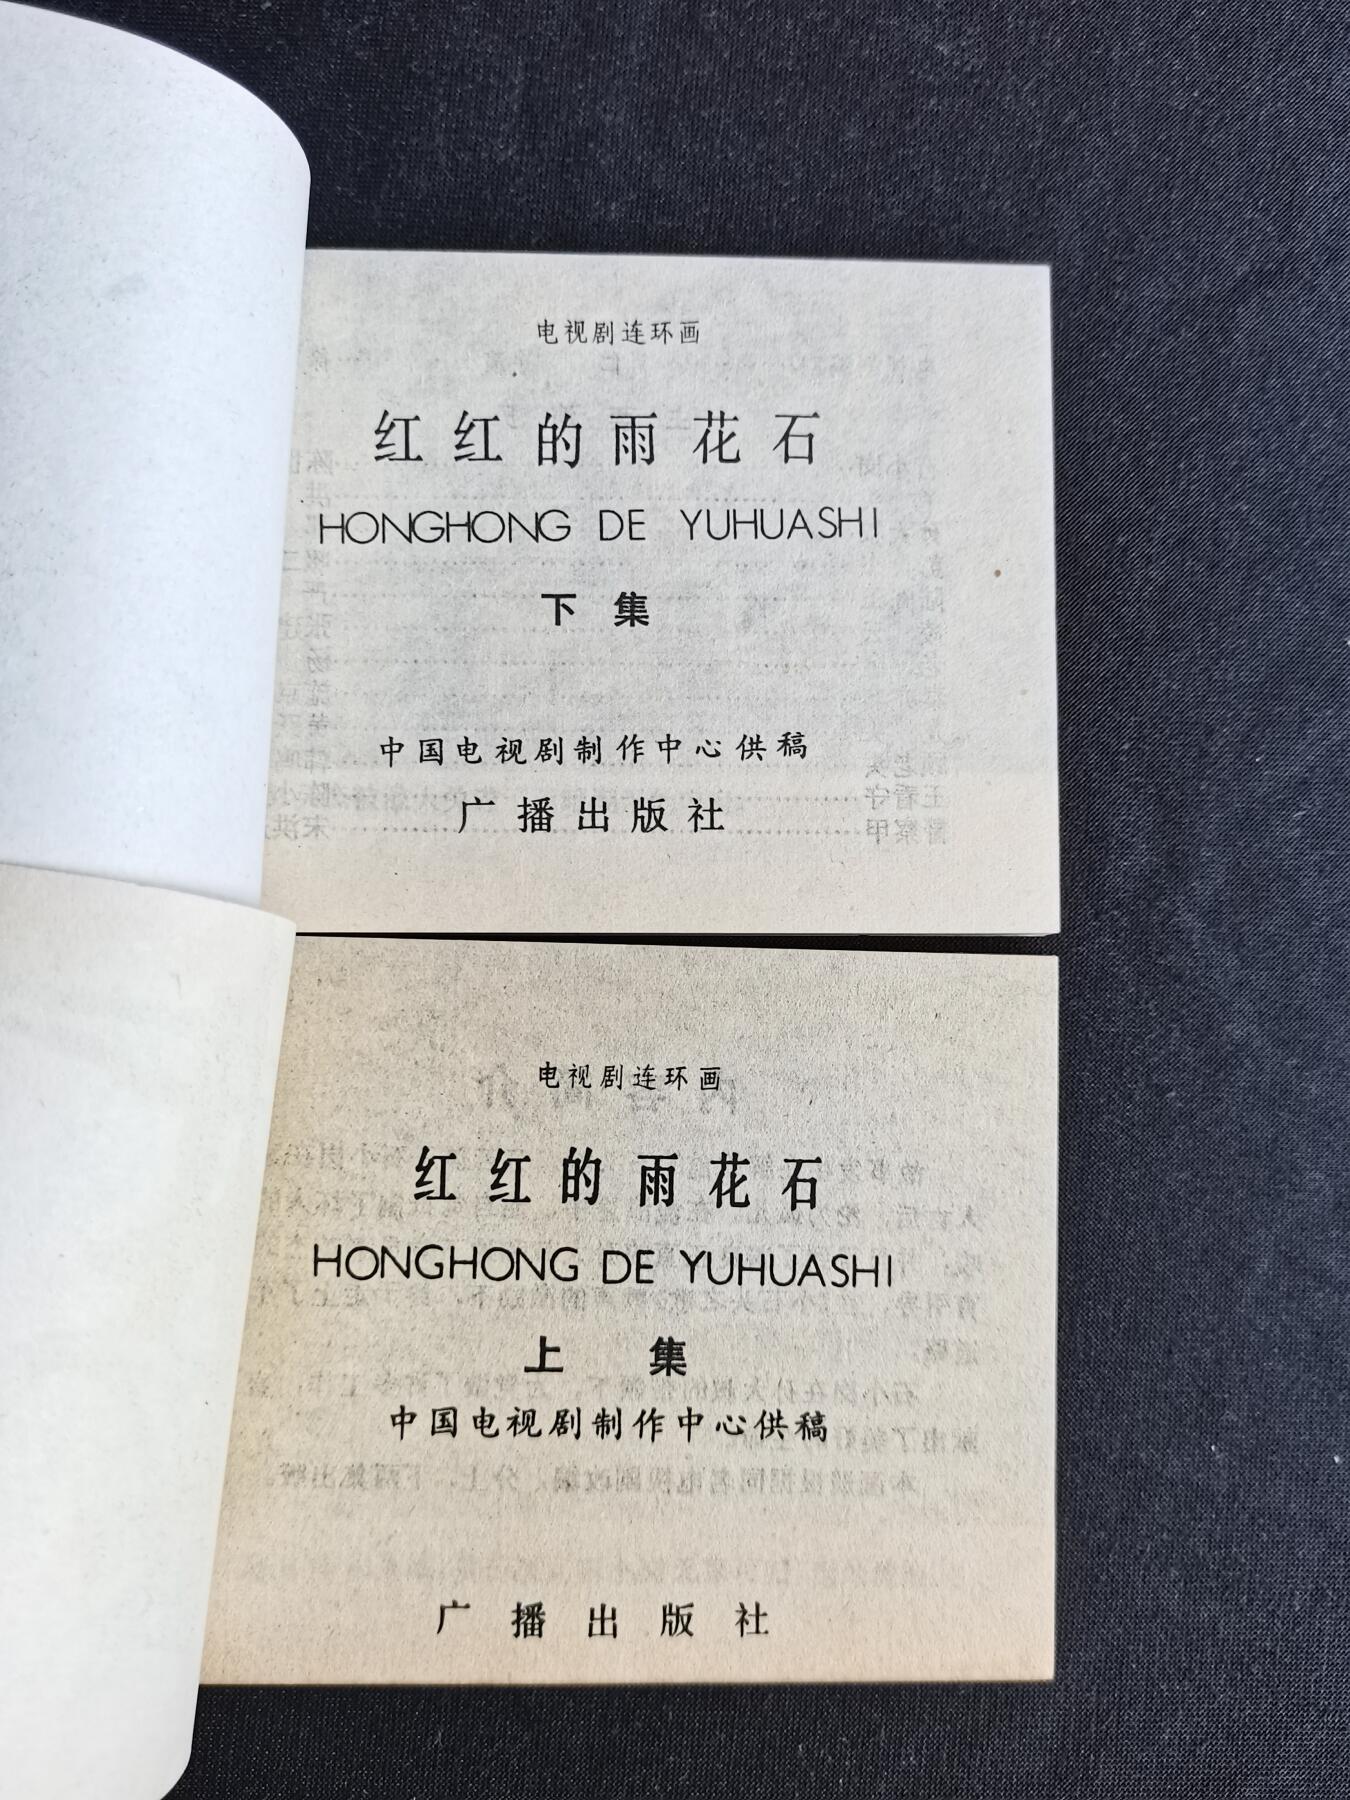 电视剧连环画
红红的雨花石
HONGHONG DE YUHUASHI
下集
中国电视剧制作中心供稿
广播出版社
电视剧连环画
红红的雨花石
HONGHONG DE YUHUASHI
上集
中国电视剧制作中心供稿
广播出版社